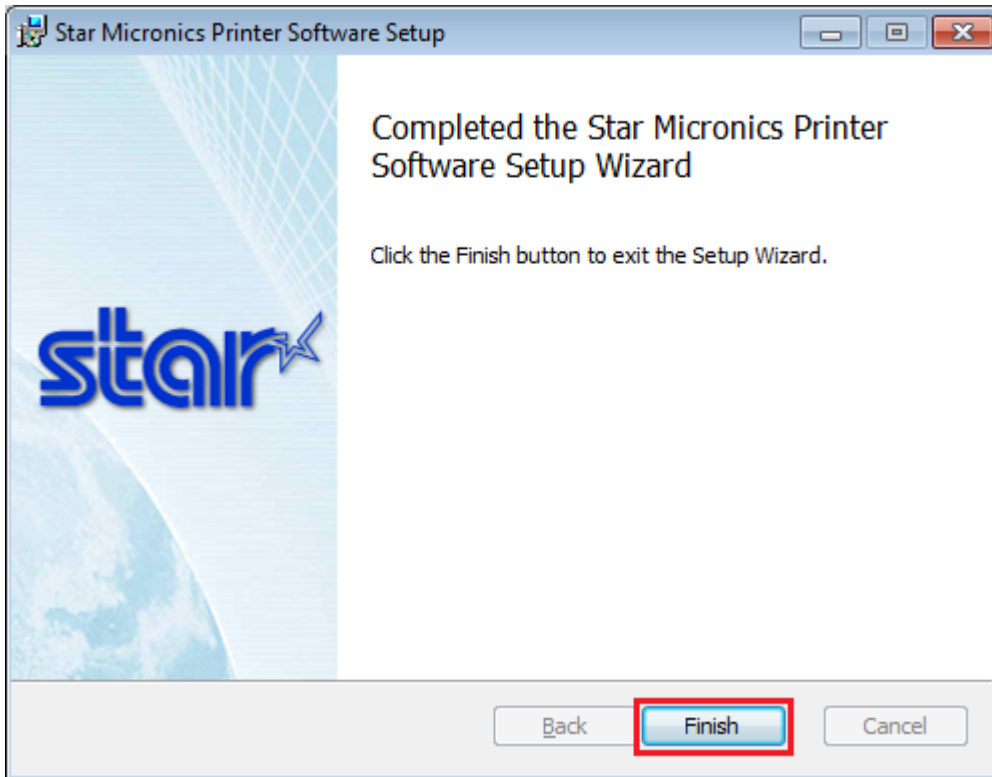 Star Micronics Printer Software Setup
Completed the Star Micronics Printer
Software Setup Wizard
Click the Finish button to exit the Setup Wizard.
star
Back
Finish
Cancel